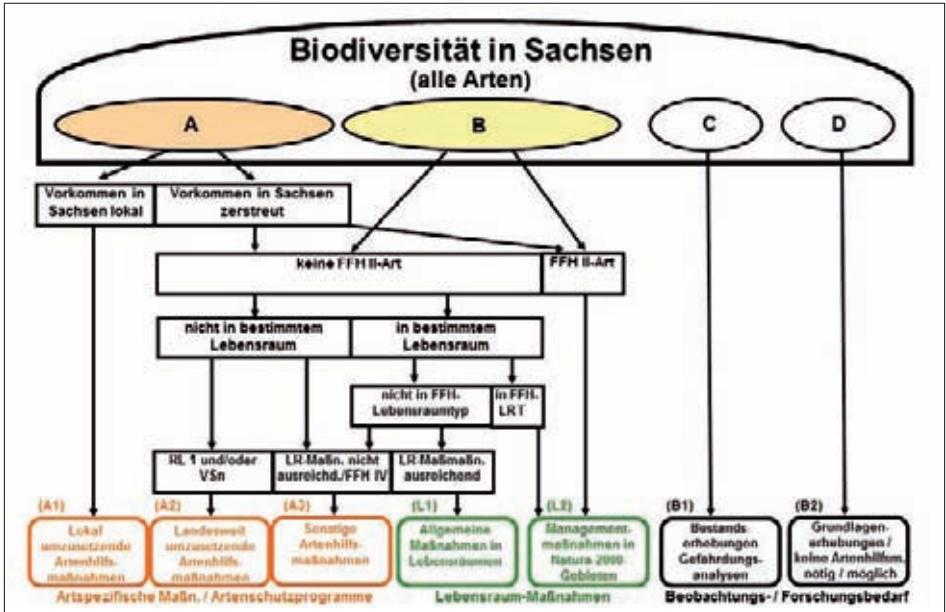 Biodiversität in Sachsen
(alle Arten)
A
B
C
D
Vorkommen in
Sachsen lokal
Vorkommen in Sachsen
zerstreut
keine FFH II-Art
FFH II-Art
nicht in bestimmtem
Lebensraum
in bestimmtem
Lebensraum
nicht in FFH-
Lebensraumtyp
in FFH-
LRT
RL 1 und/oder
VSn
LR-Maßn. nicht
ausreichd./FFH IV
LR-Maßmaßn.
ausreichend
(A1)
(A2)
(A3)
(L1)
(L2)
(B1)
(B2)
Lokal
umzusetzende
Artenhilfs-
maßnahmen
Landesweit
umzusetzende
Artenhilfs-
maßnahmen
Sonstige
Artenhilfs-
maßnahmen
Allgemeine
Maßnahmen in
Lebensräumen
Management-
maßnahmen in
Natura 2000-
Gebieten
Bestands-
erhebungen
Gefährdungs-
analysen
Grundlagen-
erhebungen /
keine Artenhilfsm.
nötig / möglich
Artspezifische Maßn. / Artenschutzprogramme
Lebensraum-Maßnahmen
Beobachtungs- / Forschungsbedarf